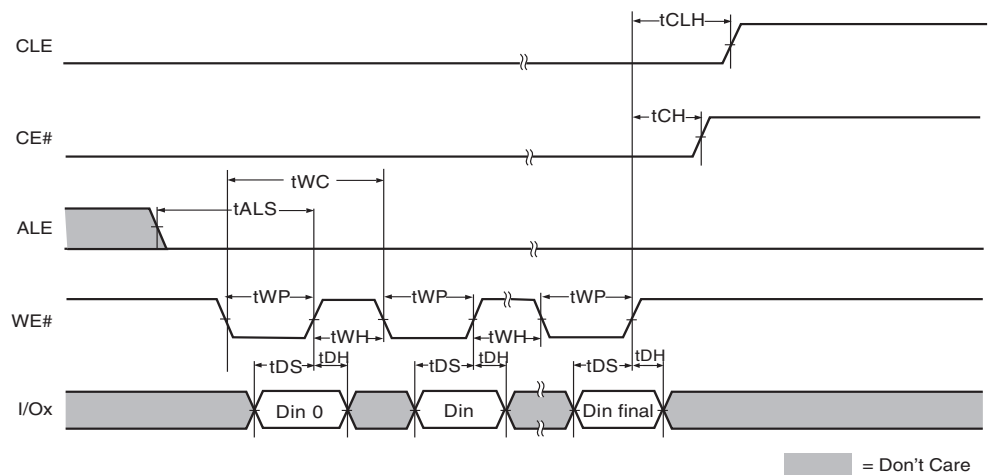 tCLH
CLE
tCH
CE#
tWC
tALS
ALE
tWP tWP tWP
WE#
tWH tWH
tDS tDH tDS tDH tDS tDH
I/Ox Din 0 Din Din final
= Don't Care